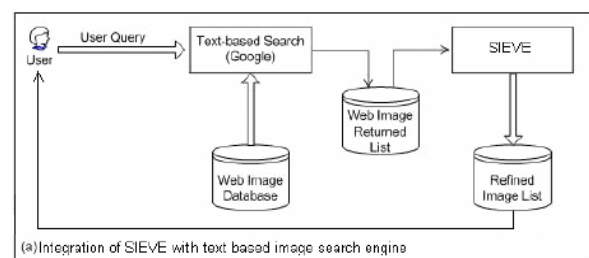 User
User Query
Text-based Search
(Google)
SIEVE
Web Image
Returned
List
Web Image
Database
Refined
Image List
(a)Integration of SIEVE with text based image search engine